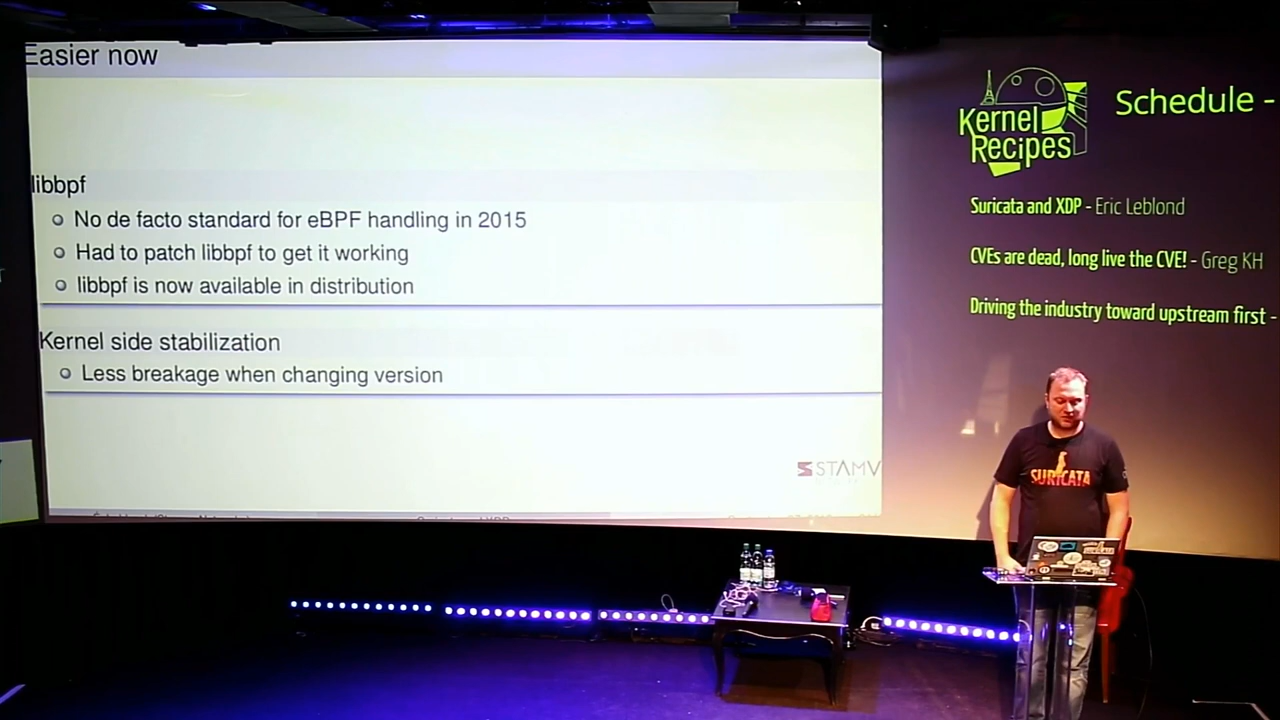 Easier now
libbpf
No de facto standard for eBPF handling in 2015
Had to patch libbpf to get it working
libbpf is now available in distribution
Kernel side stabilization
Less breakage when changing version
STAMV
Kernel
Recipes
Schedule -
Suricata and XDP - Eric Leblond
CVEs are dead, long live the CVE! - Greg KH
Driving the industry toward upstream first -
SURICATA